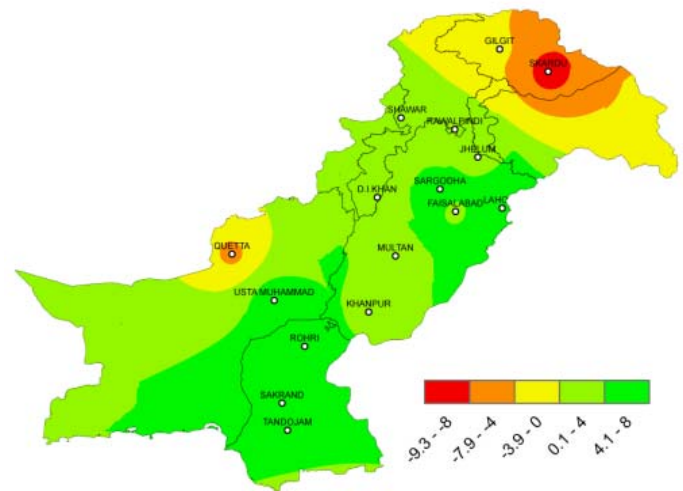 GILGIT
SKARDU
SHAWAR
RAWALPINDI
JHELUM
SARGODHA
D.I.KHAN
FAISALABAD
LAHO
QUETTA
MULTAN
USTA MUHAMMAD
KHANPUR
ROHRI
SAKRAND
TANDOJAM
-9.3 - -8
-7.9 - -4
-3.9 - 0
0.1 - 4
4.1 - 8